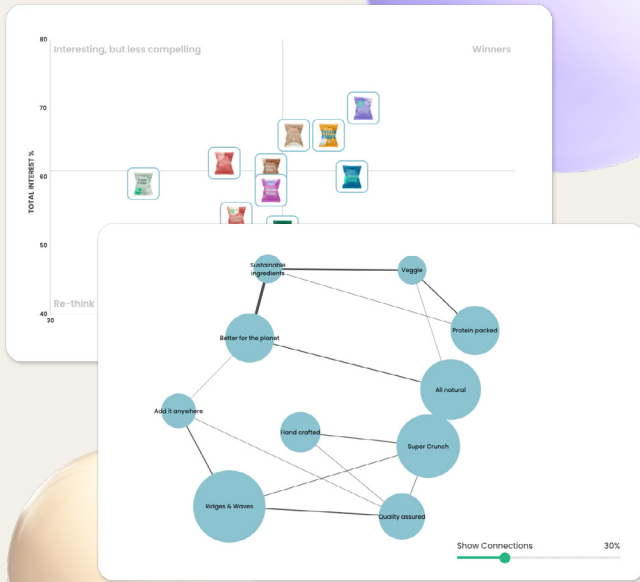 80
Interesting, but less compelling
Winners
70
TOTAL INTEREST %
60
50
Re-think
40
30
Sustainable
ingredients
Veggie
Protein packed
Better for the planet
All natural
Add it anywhere
Hand crafted
Super Crunch
Ridges & Waves
Quality assured
Show Connections
30%